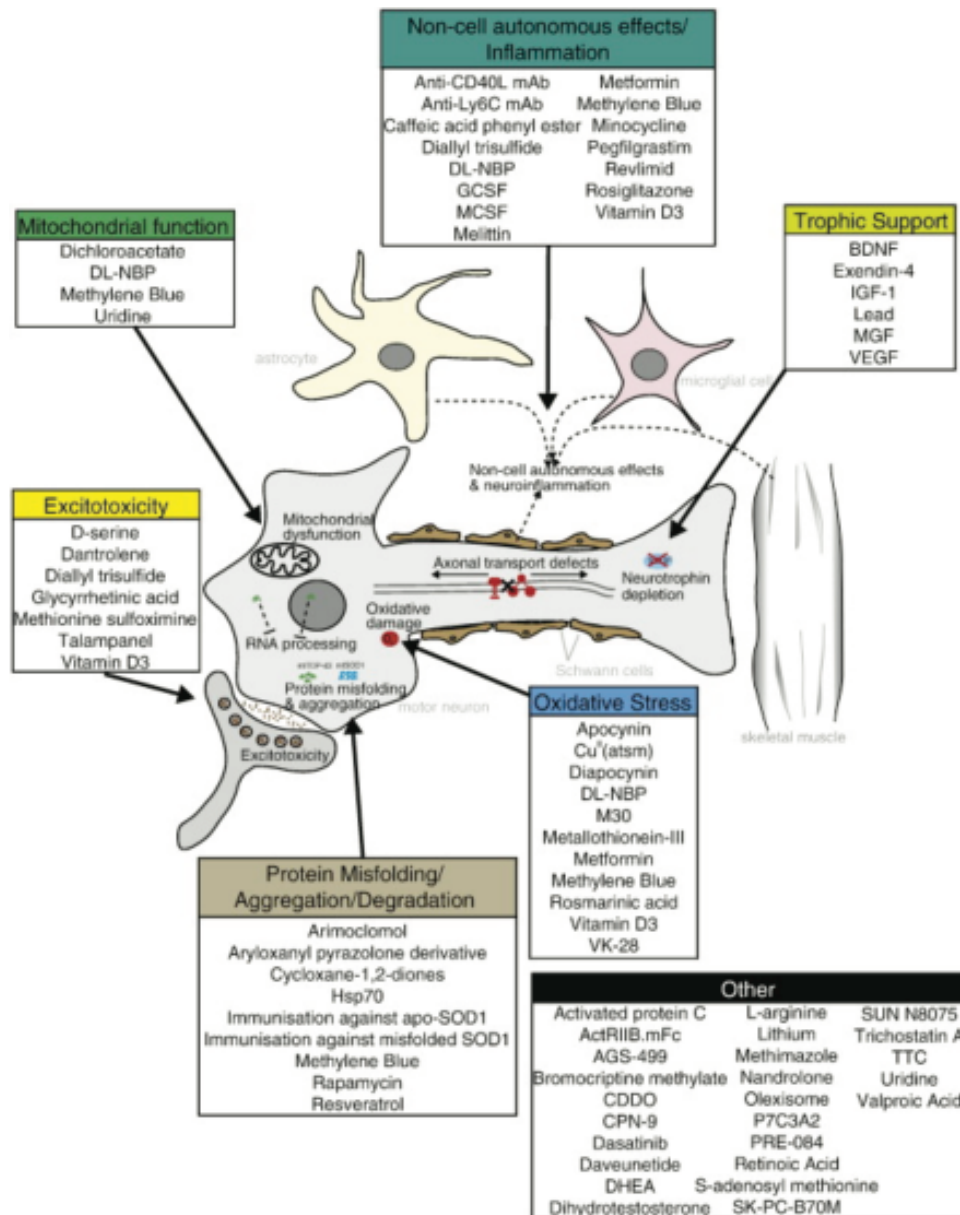 Non-cell autonomous effects/
Inflammation
Anti-CD40L mAb
Anti-Ly6C mAb
Caffeic acid phenyl ester
Diallyl trisulfide
DL-NBP
GCSF
MCSF
Melittin
Metformin
Methylene Blue
Minocycline
Pegfilgrastim
Revlimid
Rosiglitazone
Vitamin D3
Mitochondrial function
Dichloroacetate
DL-NBP
Methylene Blue
Uridine
Trophic Support
BDNF
Exendin-4
IGF-1
Lead
MGF
VEGF
astrocyte
microglial cell
Non-cell autonomous effects
& neuroinflammation
Excitotoxicity
D-serine
Dantrolene
Diallyl trisulfide
Glycyrrhetinic acid
Methionine sulfoximine
Talampanel
Vitamin D3
Mitochondrial
dysfunction
Axonal transport defects
Neurotrophin
depletion
Oxidative
damage
RNA processing
mSOD1
Protein misfolding
& aggregation
motor neuron
Schwann cells
skeletal muscle
Excitotoxicity
Oxidative Stress
Apocynin
Cuᴵᴵ(atsm)
Diapocynin
DL-NBP
M30
Metallothionein-III
Metformin
Methylene Blue
Rosmarinic acid
Vitamin D3
VK-28
Protein Misfolding/
Aggregation/Degradation
Arimoclomol
Aryloxanyl pyrazolone derivative
Cycloxane-1,2-diones
Hsp70
Immunisation against apo-SOD1
Immunisation against misfolded SOD1
Methylene Blue
Rapamycin
Resveratrol
Other
Activated protein C
ActRIIB.mFc
AGS-499
Bromocriptine methylate
CDDO
CPN-9
Dasatinib
Daveunetide
DHEA
Dihydrotestosterone
L-arginine
Lithium
Methimazole
Nandrolone
Olexisome
P7C3A2
PRE-084
Retinoic Acid
S-adenosyl methionine
SK-PC-B70M
SUN N8075
Trichostatin A
TTC
Uridine
Valproic Acid